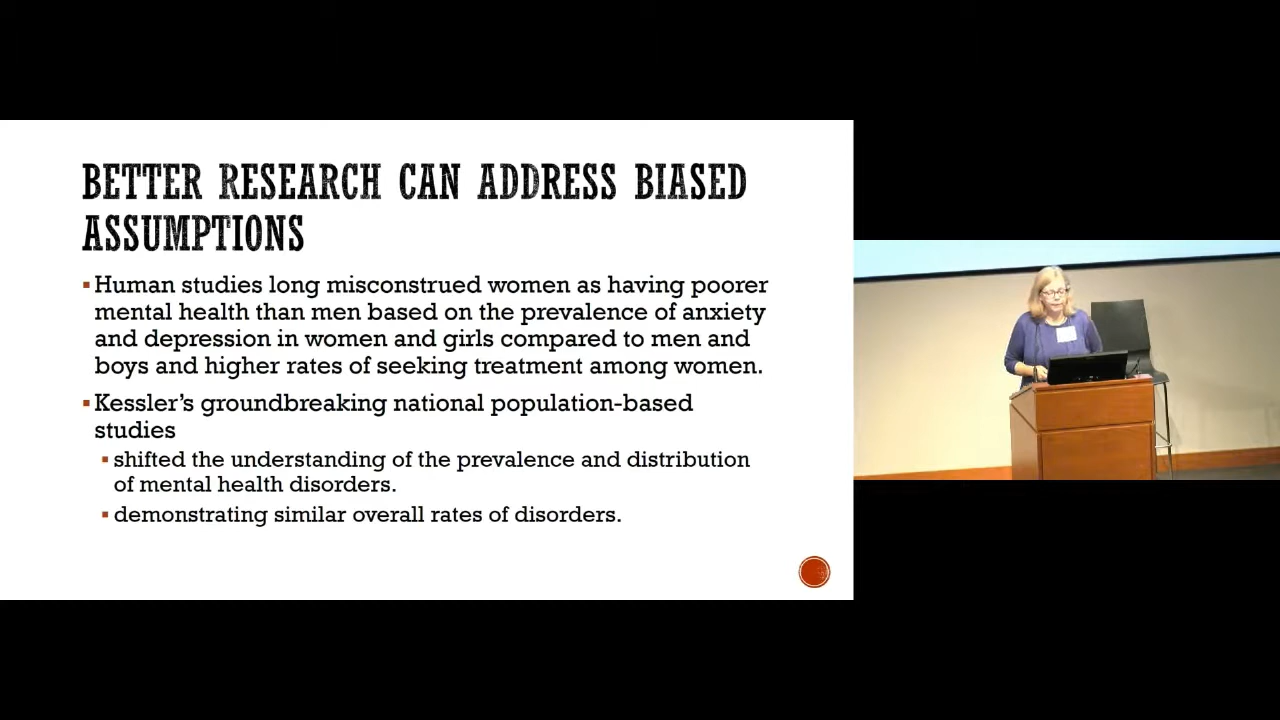 BETTER RESEARCH CAN ADDRESS BIASED
ASSUMPTIONS
▪Human studies long misconstrued women as having poorer
mental health than men based on the prevalence of anxiety
and depression in women and girls compared to men and
boys and higher rates of seeking treatment among women.
▪Kessler’s groundbreaking national population-based
studies
▪shifted the understanding of the prevalence and distribution
of mental health disorders.
▪demonstrating similar overall rates of disorders.